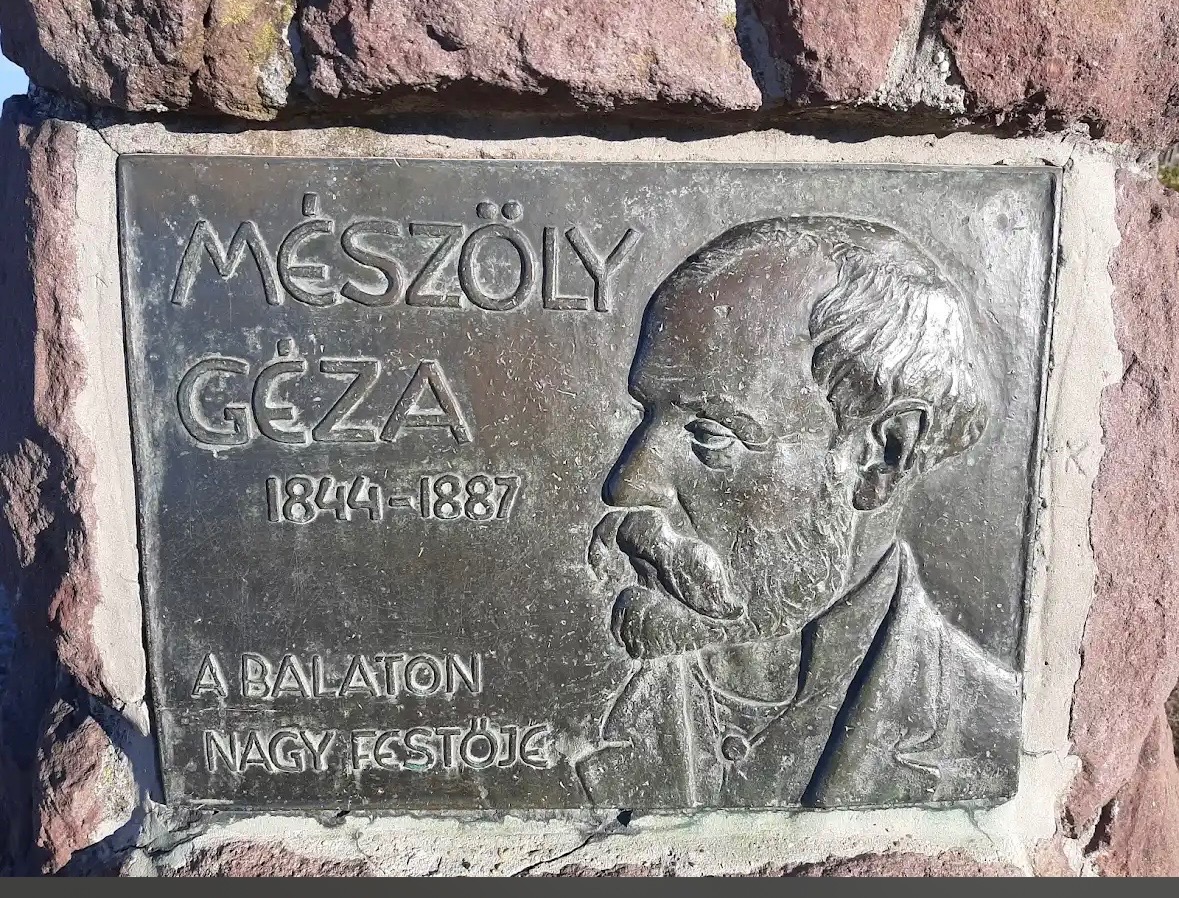 MÉSZÖLY
GÉZA
1844-1887
A BALATON
NAGY FESTÖJE